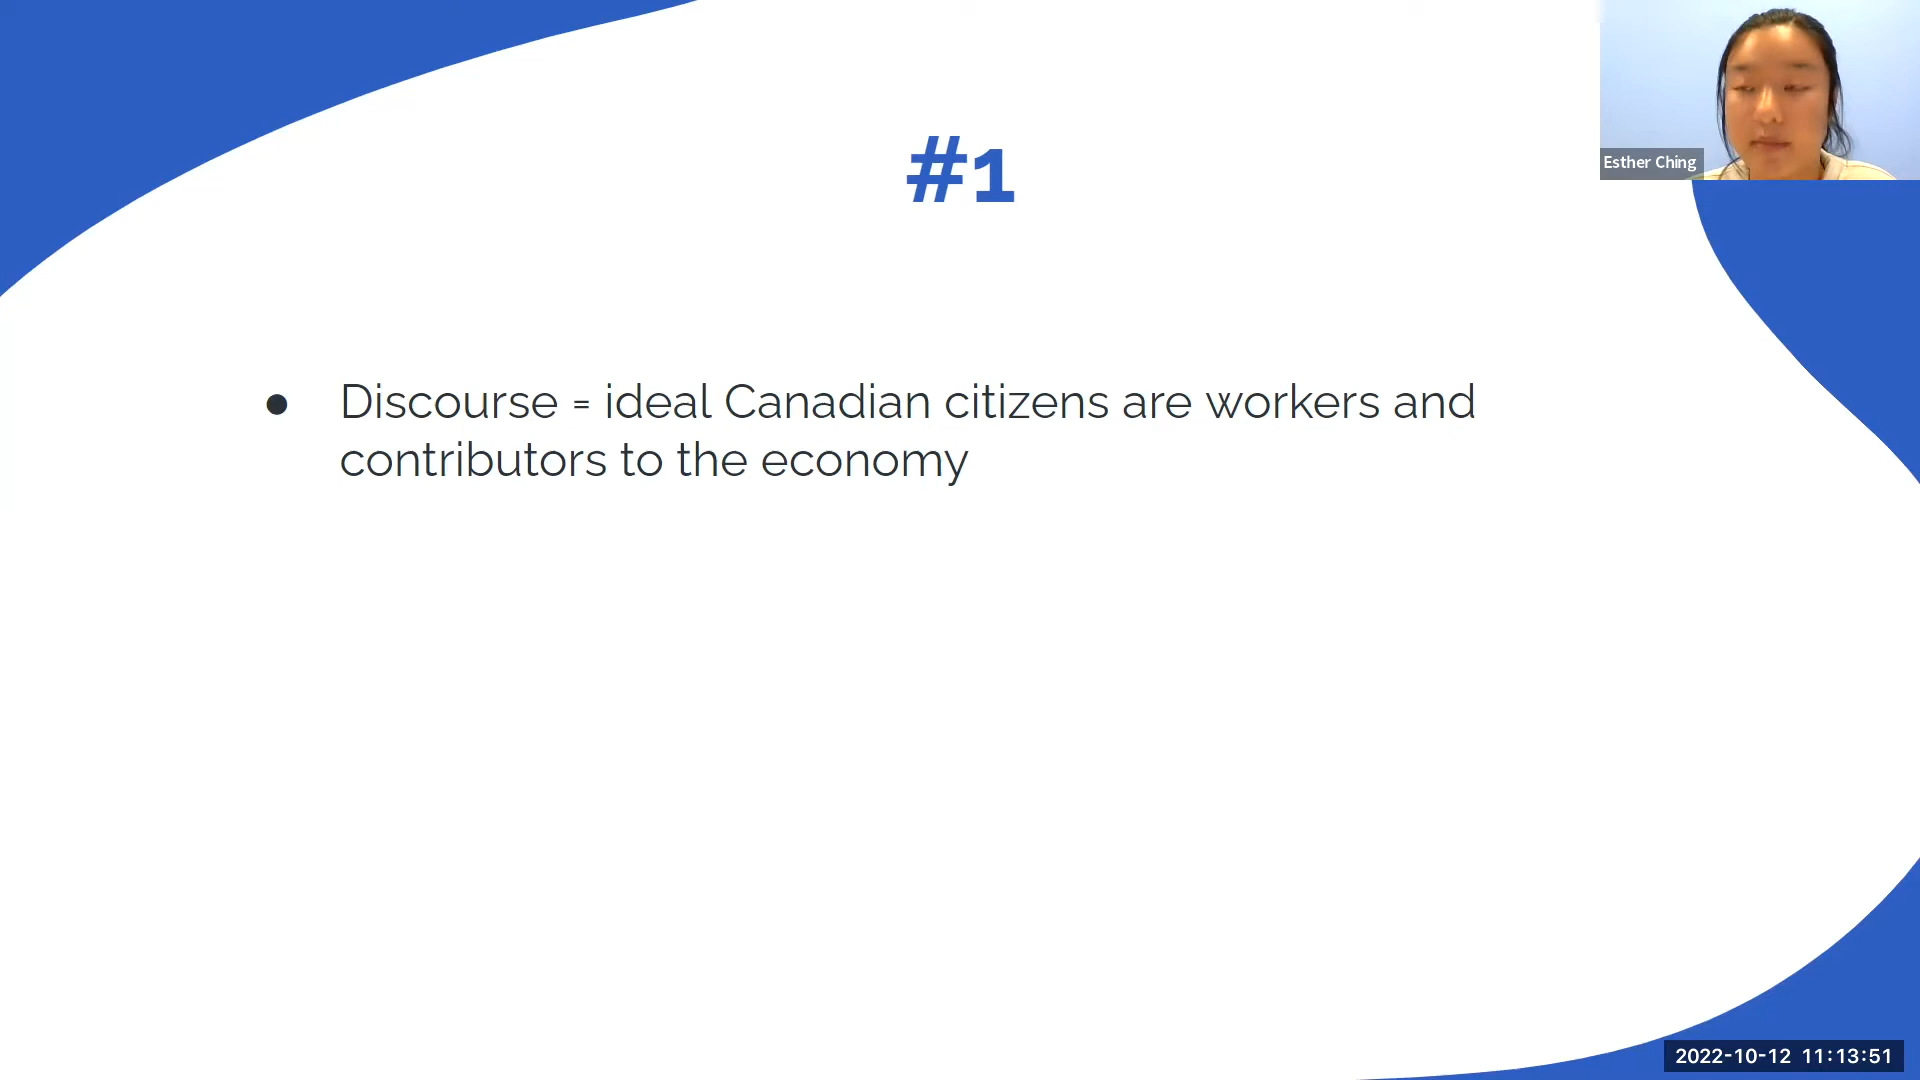 #1
Esther Ching
● Discourse = ideal Canadian citizens are workers and
contributors to the economy
2022-10-12 11:13:51